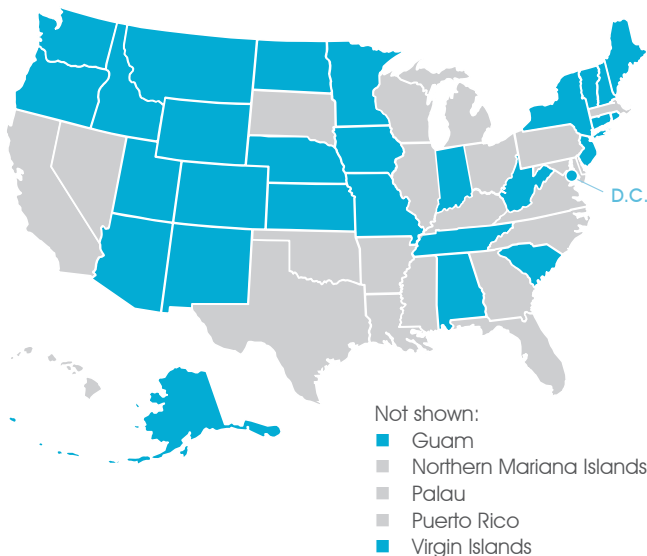 D.C.
Not shown:
Guam
Northern Mariana Islands
Palau
Puerto Rico
Virgin Islands